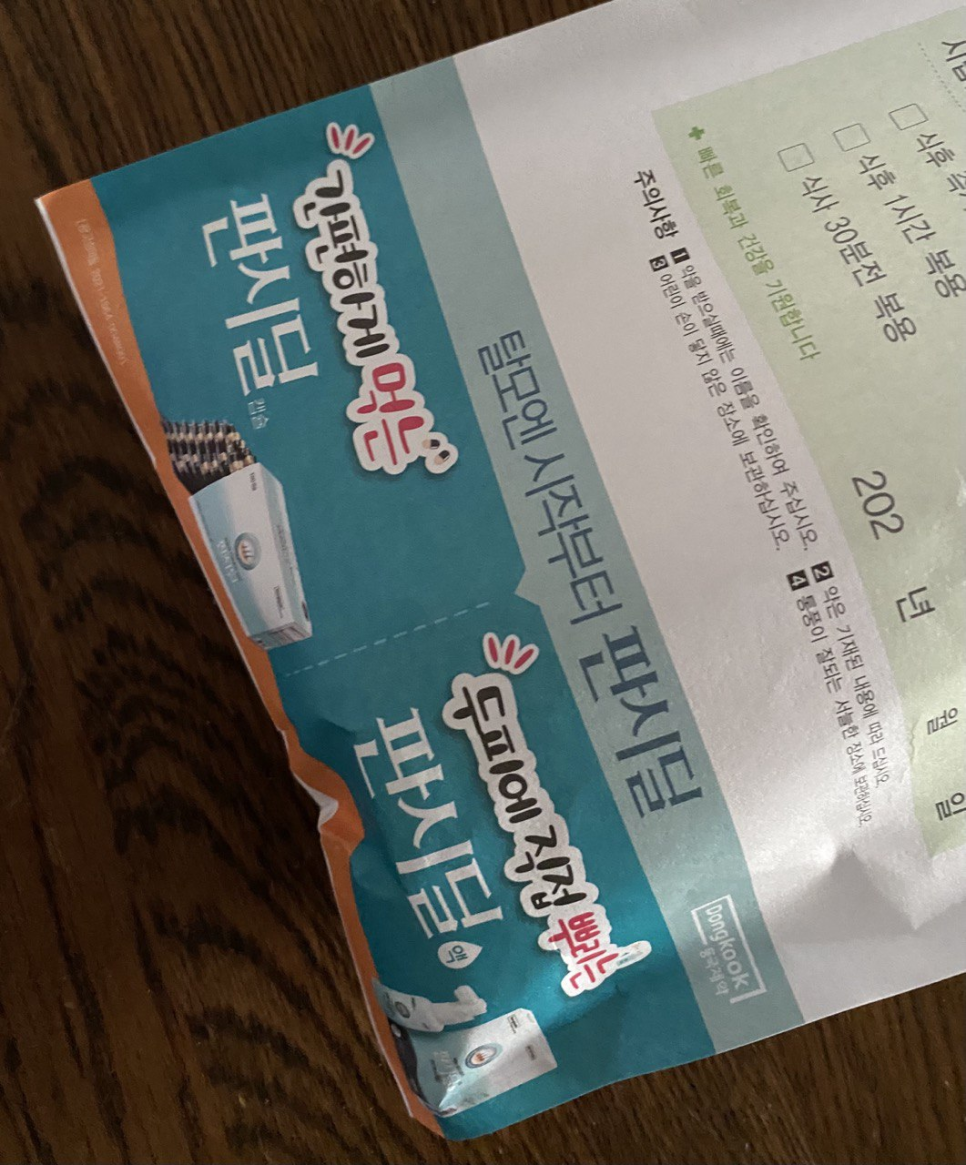 식후 1시간 복용
식사 30분전 복용
202 년 월 일
✚ 빠른 회복과 건강을 기원합니다
주의사항 1 약을 받으실때에는 이름을 확인하여 주십시오. 2 약은 기재된 내용에 따라 드십시오.
3 어린이 손이 닿지 않은 장소에 보관하십시오. 4 통풍이 잘되는 서늘한 장소에 보관하십시오.
탈모엔 시작부터 판시딜
Dongkook
동국제약
간편하게 먹는
판시딜 캡슐
두피에 직접 뿌리는
판시딜 액